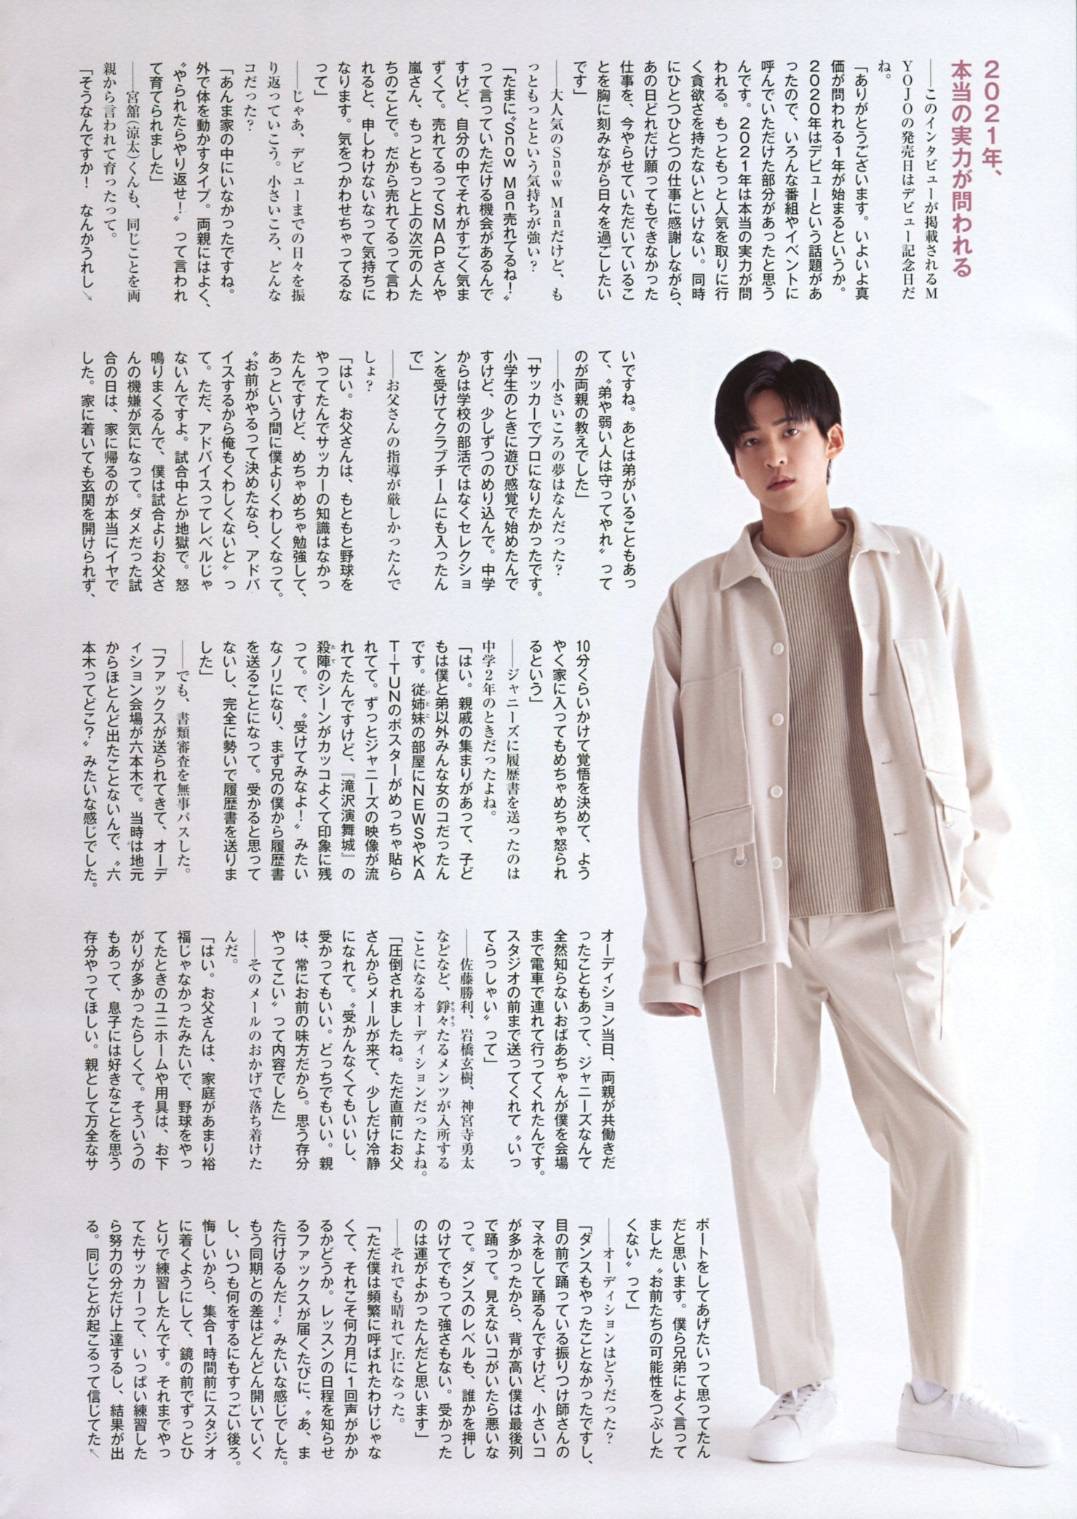 2021年、
本当の実力が問われる
――このインタビューが掲載されるM
YOJOの発売日はデビュー記念日だ
ね。
「ありがとうございます。いよいよ真
価が問われる1年が始まるというか。
2020年はデビューという話題があ
ったので、いろんな番組やイベントに
呼んでいただけた部分があったと思う
んです。2021年は本当の実力が問
われる。もっともっと人気を取りに行
く貪欲さを持たないといけない。同時
にひとつひとつの仕事に感謝しながら、
あの日どれだけ願ってもできなかった
仕事を、今やらせていただいているこ
とを胸に刻みながら日々を過ごしたい
です」
――大人気のSnow Manだけど、も
っともっとという気持ちが強い?
「たまに〝Snow Man売れてるね!〟
って言っていただける機会があるんで
すけど、自分の中でそれがすごく気ま
ずくて。売れてるってSMAPさんや
嵐さん、もっともっと上の次元の人た
ちのことで。だから売れてるって言わ
れると、申しわけないなって気持ちに
なります。気をつかわせちゃってるな
って」
――じゃあ、デビューまでの日々を振
り返っていこう。小さいころ、どんな
コだった?
「あんま家の中にいなかったですね。
外で体を動かすタイプ。両親にはよく、
〝やられたらやり返せ!〟って言われ
て育てられました」
――宮舘(涼太)くんも、同じことを両
親から言われて育ったって。
「そうなんですか! なんかうれし↘
いですね。あとは弟がいることもあっ
て、〝弟や弱い人は守ってやれ〟って
のが両親の教えでした」
――小さいころの夢はなんだった?
「サッカーでプロになりたかったです。
小学生のときに遊び感覚で始めたんで
すけど、少しずつのめり込んで。中学
からは学校の部活ではなくセレクショ
ンを受けてクラブチームにも入ったん
で」
――お父さんの指導が厳しかったんで
しょ?
「はい。お父さんは、もともと野球を
やってたんでサッカーの知識はなかっ
たんですけど、めちゃめちゃ勉強して、
あっという間に僕よりくわしくなって。
〝お前がやるって決めたなら、アドバ
イスするから俺もくわしくないと〟っ
て。ただ、アドバイスってレベルじゃ
ないんですよ。試合中とか地獄で。怒
鳴りまくるんで、僕は試合よりお父さ
んの機嫌が気になって。ダメだった試
合の日は、家に帰るのが本当にイヤで
した。家に着いても玄関を開けられず、
10分くらいかけて覚悟を決めて、よう
やく家に入ってもめちゃめちゃ怒られ
るという」
――ジャニーズに履歴書を送ったのは
中学2年のときだったよね。
「はい。親戚の集まりがあって、子ど
もは僕と弟以外みんな女のコだったん
です。従姉妹の部屋にNEWSやKA
T-TUNのポスターがめっちゃ貼ら
れてて。ずっとジャニーズの映像が流
れてたんですけど、『滝沢演舞城』の
殺陣のシーンがカッコよくて印象に残
って。で、〝受けてみなよ!〟みたい
なノリになり、まず兄の僕から履歴書
を送ることになって。受かると思って
ないし、完全に勢いで履歴書を送りま
した」
――でも、書類審査を無事パスした。
「ファックスが送られてきて、オーデ
ィション会場が六本木で。当時は地元
からほとんど出たことないんで、〝六
本木ってどこ?〟みたいな感じでした。
オーディション当日、両親が共働きだ
ったこともあって、ジャニーズなんて
全然知らないおばあちゃんが僕を会場
まで電車で連れて行ってくれたんです。
スタジオの前まで送ってくれて〝いっ
てらっしゃい〟って」
――佐藤勝利、岩橋玄樹、神宮寺勇太
などなど、錚々たるメンツが入所する
ことになるオーディションだったよね。
「圧倒されましたね。ただ直前にお父
さんからメールが来て、少しだけ冷静
になれて。〝受かんなくてもいいし、
受かってもいい。どっちでもいい。親
は、常にお前の味方だから。思う存分
やってこい〟って内容でした」
――そのメールのおかげで落ち着けた
んだ。
「はい。お父さんは、家庭があまり裕
福じゃなかったみたいで、野球をやっ
てたときのユニホームや用具は、お下
がりが多かったらしくて。そういうの
もあって、息子には好きなことを思う
存分やってほしい。親として万全なサ
ポートをしてあげたいって思ってたん
だと思います。僕ら兄弟によく言って
ました〝お前たちの可能性をつぶした
くない〟って」
――オーディションはどうだった?
「ダンスもやったことなかったですし、
目の前で踊っている振りつけ師さんの
マネをして踊るんですけど、小さいコ
が多かったから、背が高い僕は最後列
で踊って。見えないコがいたら悪いな
って。ダンスのレベルも、誰かを押し
のけてでもって強さもない。受かった
のは運がよかったんだと思います」
――それでも晴れてJr.になった。
「ただ僕は頻繁に呼ばれたわけじゃな
くて、それこそ何カ月に1回声がかか
るかどうか。レッスンの日程を知らせ
るファックスが届くたびに、〝あ、ま
た行けるんだ!〟みたいな感じでした。
もう同期との差はどんどん開いていく
し、いつも何をするにもすっごい後ろ。
悔しいから、集合1時間前にスタジオ
に着くようにして、鏡の前でずっとひ
とりで練習したんです。それまでやっ
てたサッカーって、いっぱい練習した
ら努力の分だけ上達するし、結果が出
る。同じことが起こるって信じてた↖